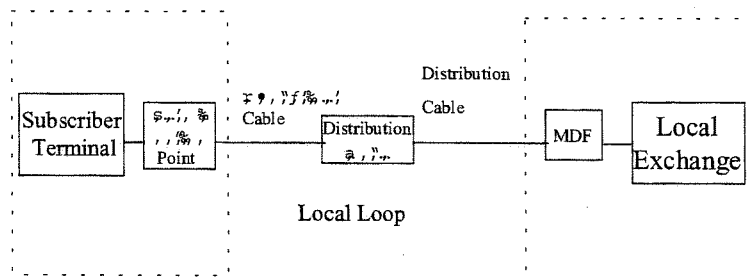 Subscriber
Terminal
Point
Cable
Distribution
Distribution
Cable
MDF
Local
Exchange
Local Loop